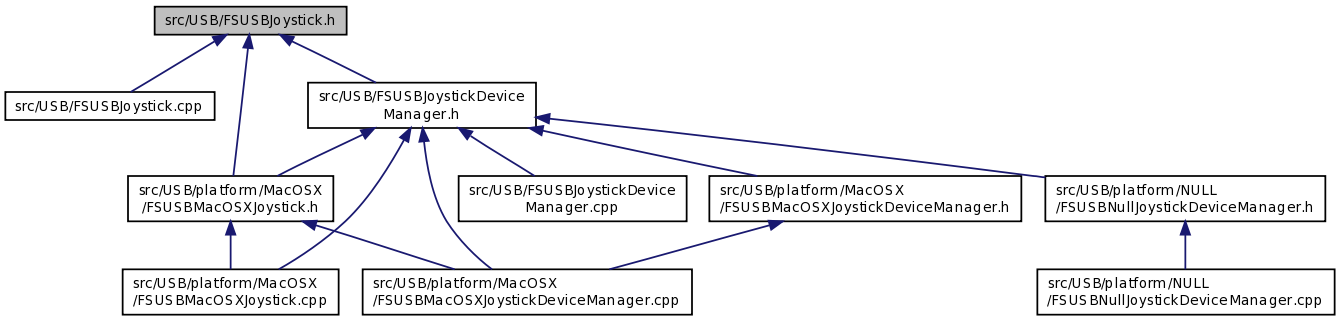 src/USB/FSUSBJoystick.h
src/USB/FSUSBJoystick.cpp
src/USB/FSUSBJoystickDevice
Manager.h
src/USB/platform/MacOSX
/FSUSBMacOSXJoystick.h
src/USB/FSUSBJoystickDevice
Manager.cpp
src/USB/platform/MacOSX
/FSUSBMacOSXJoystickDeviceManager.h
src/USB/platform/NULL
/FSUSBNullJoystickDeviceManager.h
src/USB/platform/MacOSX
/FSUSBMacOSXJoystick.cpp
src/USB/platform/MacOSX
/FSUSBMacOSXJoystickDeviceManager.cpp
src/USB/platform/NULL
/FSUSBNullJoystickDeviceManager.cpp